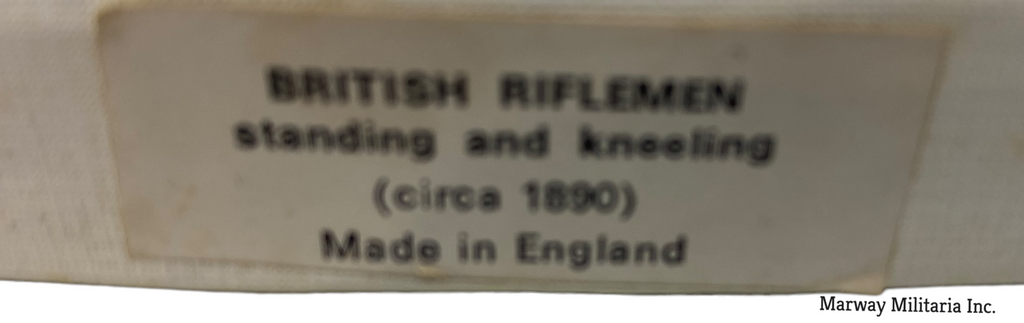 BRITISH RIFLEMEN
standing and kneeling
(circa 1890)
Made in England
Marway Militaria Inc.